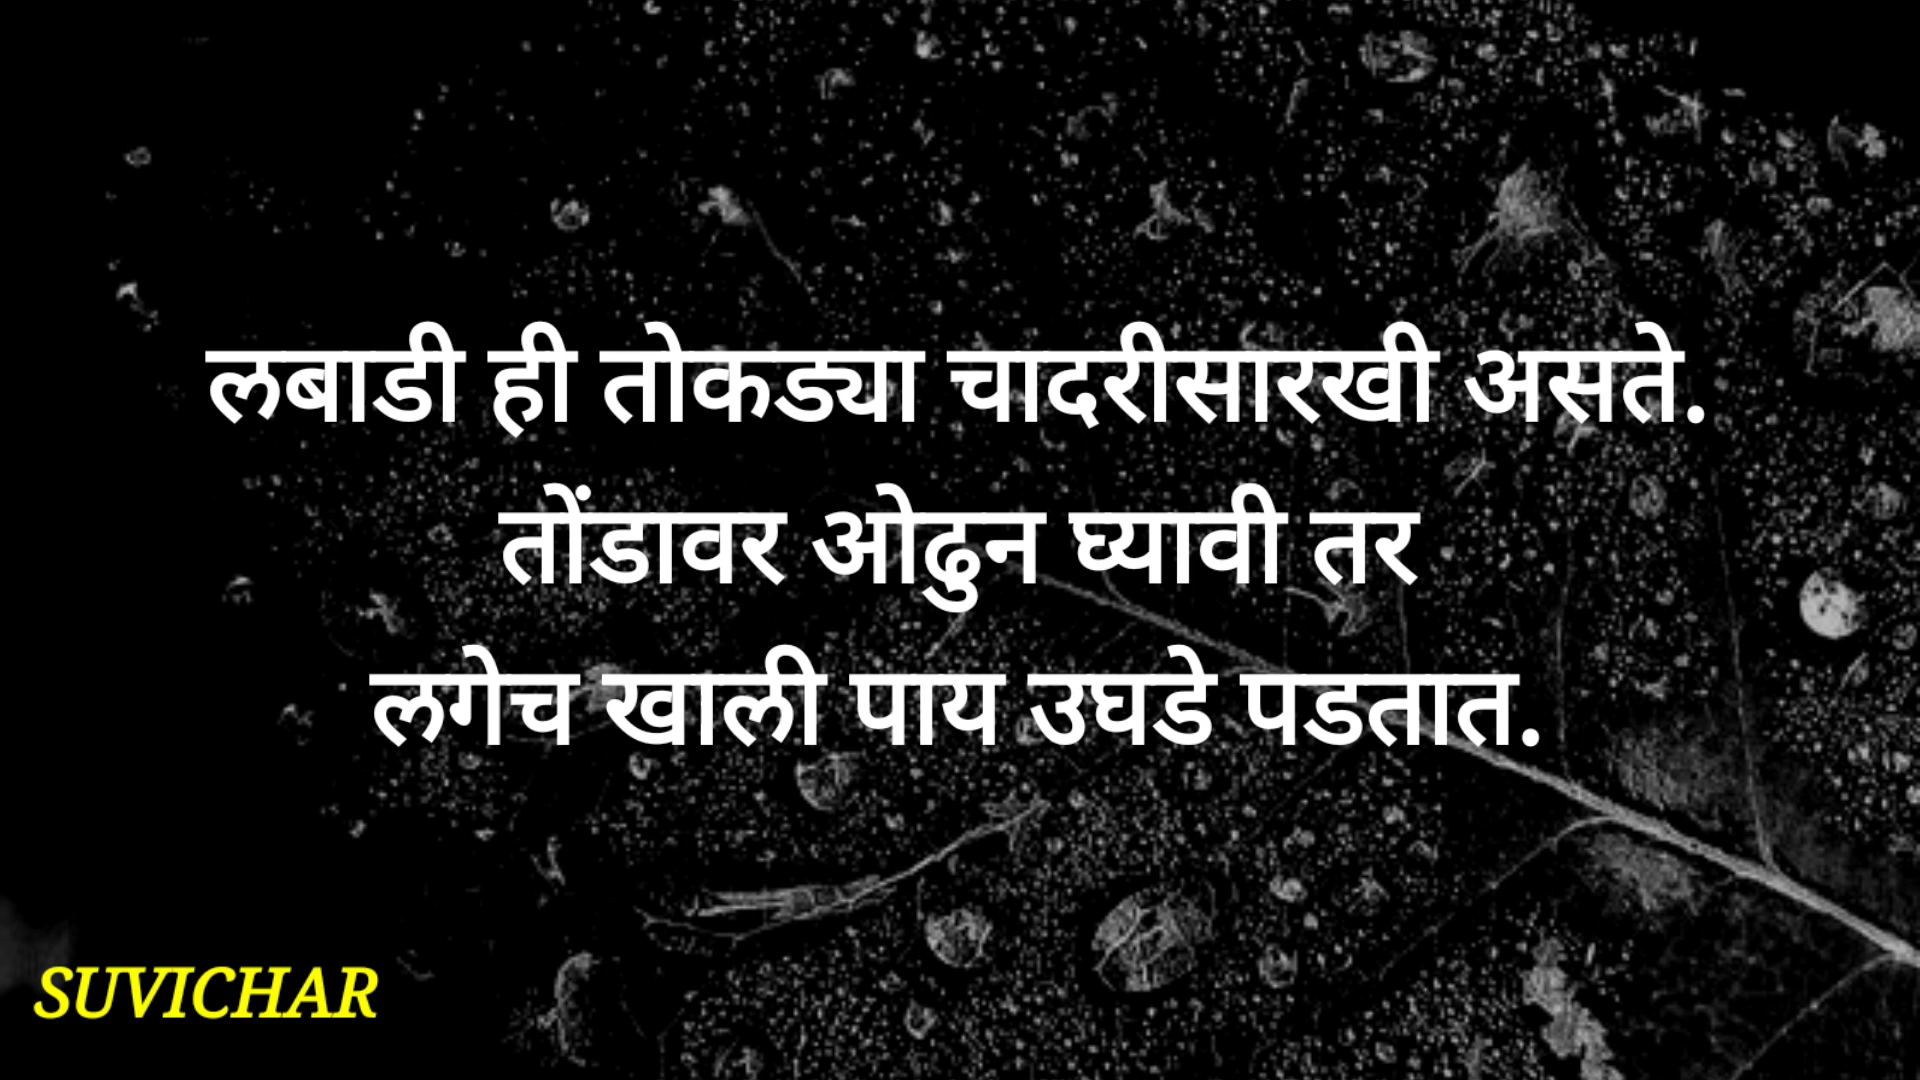 लबाडी ही तोकड्या चादरीसारखी असते.
तोंडावर ओढुन घ्यावी तर
लगेच खाली पाय उघडे पडतात.
SUVICHAR